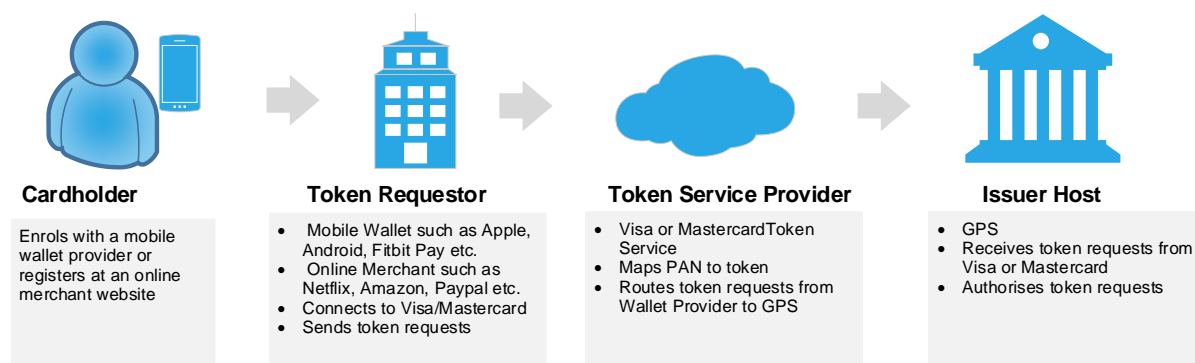 Cardholder
Enrols with a mobile
wallet provider or
registers at an online
merchant website
Token Requestor
• Mobile Wallet such as Apple,
Android, Fitbit Pay etc.
• Online Merchant such as
Netflix, Amazon, Paypal etc.
• Connects to Visa/Mastercard
• Sends token requests
Token Service Provider
• Visa or MastercardToken
Service
• Maps PAN to token
• Routes token requests from
Wallet Provider to GPS
Issuer Host
• GPS
• Receives token requests from
Visa or Mastercard
• Authorises token requests